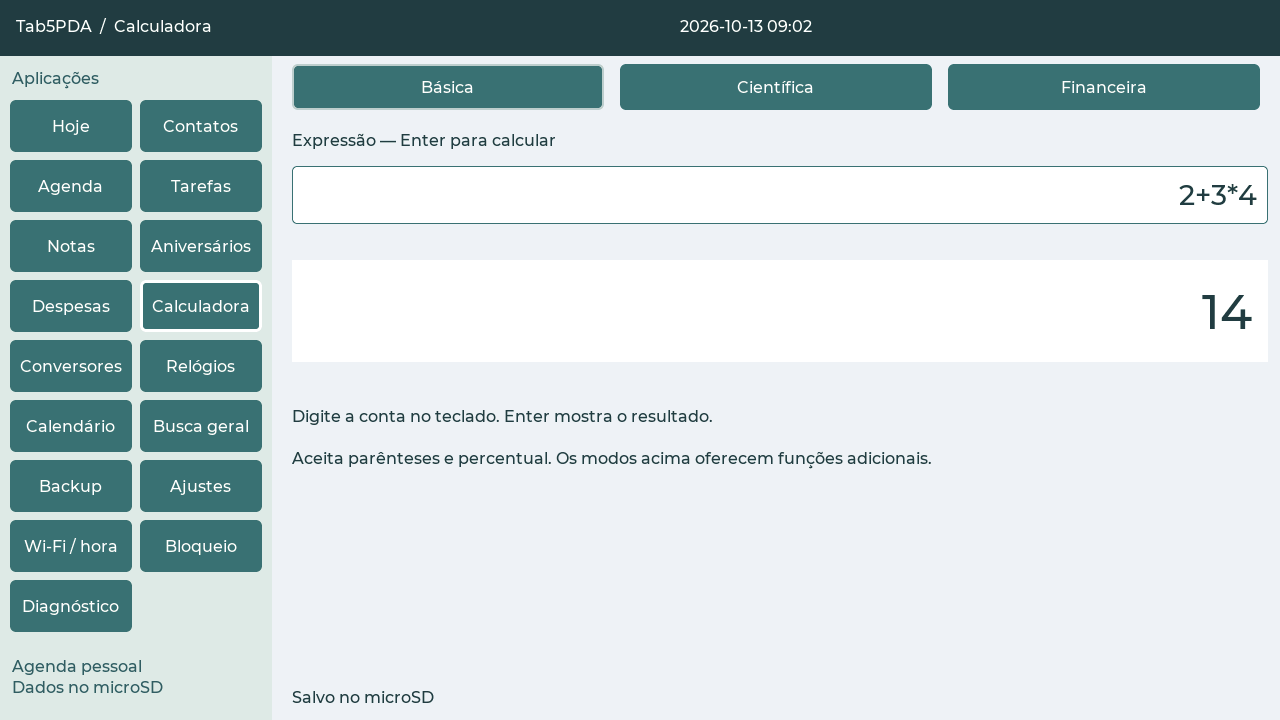 Tab5PDA / Calculadora
2026-10-13 09:02
Aplicações
Hoje
Contatos
Agenda
Tarefas
Notas
Aniversários
Despesas
Calculadora
Conversores
Relógios
Calendário
Busca geral
Backup
Ajustes
Wi-Fi / hora
Bloqueio
Diagnóstico
Agenda pessoal
Dados no microSD
Básica
Científica
Financeira
Expressão — Enter para calcular
2+3*4
14
Digite a conta no teclado. Enter mostra o resultado.
Aceita parênteses e percentual. Os modos acima oferecem funções adicionais.
Salvo no microSD